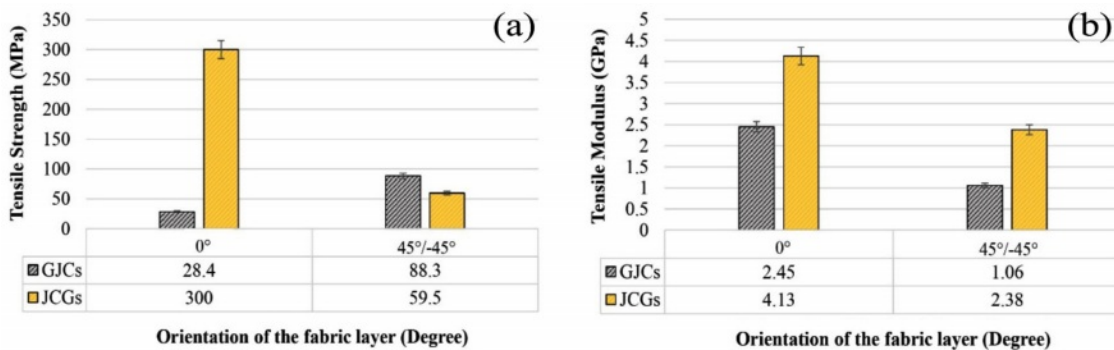 (a)
Tensile Strength (MPa)
350
300
250
200
150
100
50
0
0° 45°/-45°
GJCs 28.4 88.3
JCGs 300 59.5
Orientation of the fabric layer (Degree)
(b)
Tensile Modulus (GPa)
5
4.5
4
3.5
3
2.5
2
1.5
1
0.5
0
0° 45°/-45°
GJCs 2.45 1.06
JCGs 4.13 2.38
Orientation of the fabric layer (Degree)